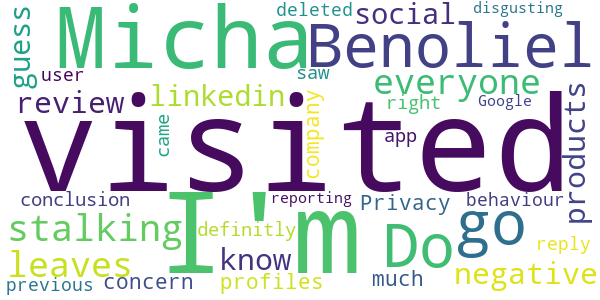 deleted social disgusting
guess Micha Benoliel
user saw everyone
review linkedin right Google products
came company app
visited
conclusion I'm reporting Privacy behaviour
stalking definitly Do go
leaves know reply
previous concern profiles much negative